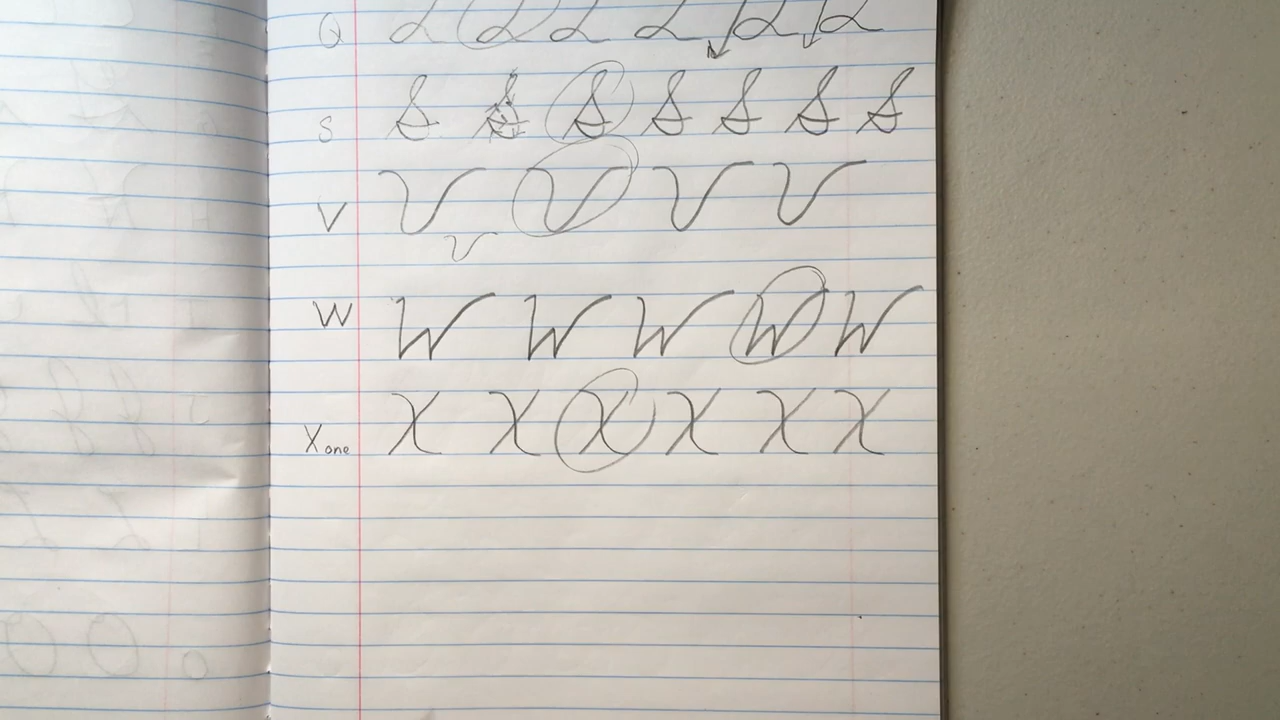 Q Q Q Q Q Q Q
S S S S S S S S
V V V V V
V
W W W W W W
X one X X X X X X